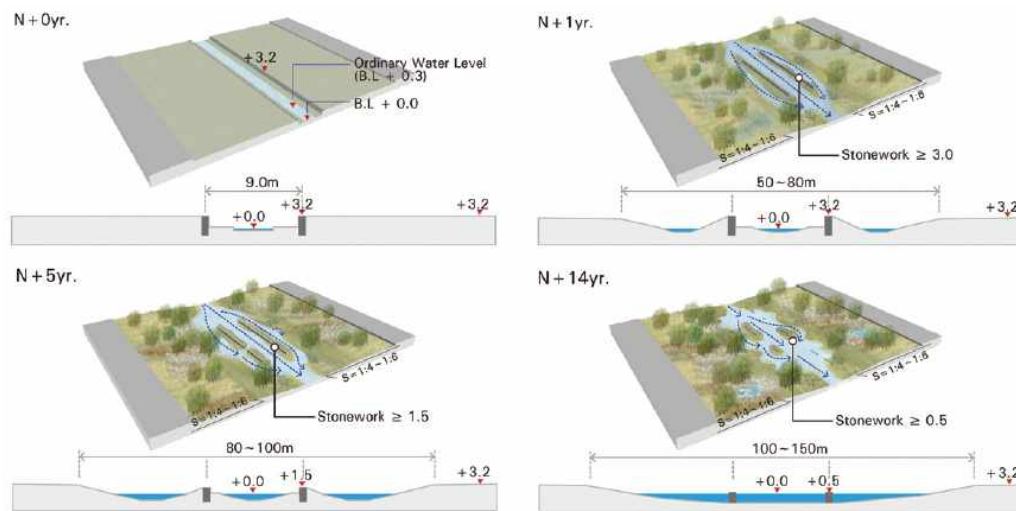 N+0yr.
+3.2
Ordinary Water Level
(B.L + 0.3)
B.L + 0.0
9.0m
+0.0
+3.2
+3.2
N+1yr.
S=1:4~1:6
S=1:4~1:6
Stonework ≥ 3.0
50~80m
+0.0
+3.2
+3.2
N+5yr.
S=1:4~1:6
S=1:4~1:6
Stonework ≥ 1.5
80~100m
+0.0
+1.5
+3.2
N+14yr.
S=1:4~1:6
S=1:4~1:6
Stonework ≥ 0.5
100~150m
+0.0
+0.5
+3.2